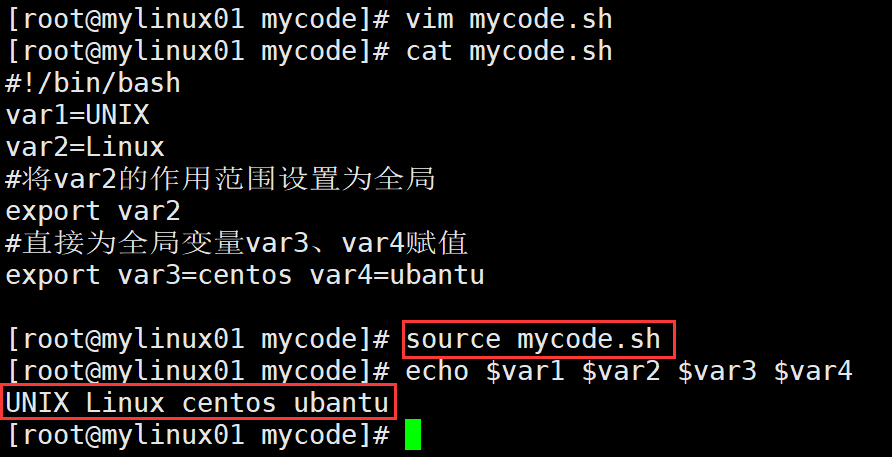 [root@mylinux01 mycode]# vim mycode.sh
[root@mylinux01 mycode]# cat mycode.sh
#!/bin/bash
var1=UNIX
var2=Linux
#将var2的作用范围设置为全局
export var2
#直接为全局变量var3、var4赋值
export var3=centos var4=ubantu
[root@mylinux01 mycode]# source mycode.sh
[root@mylinux01 mycode]# echo $var1 $var2 $var3 $var4
UNIX Linux centos ubantu
[root@mylinux01 mycode]#